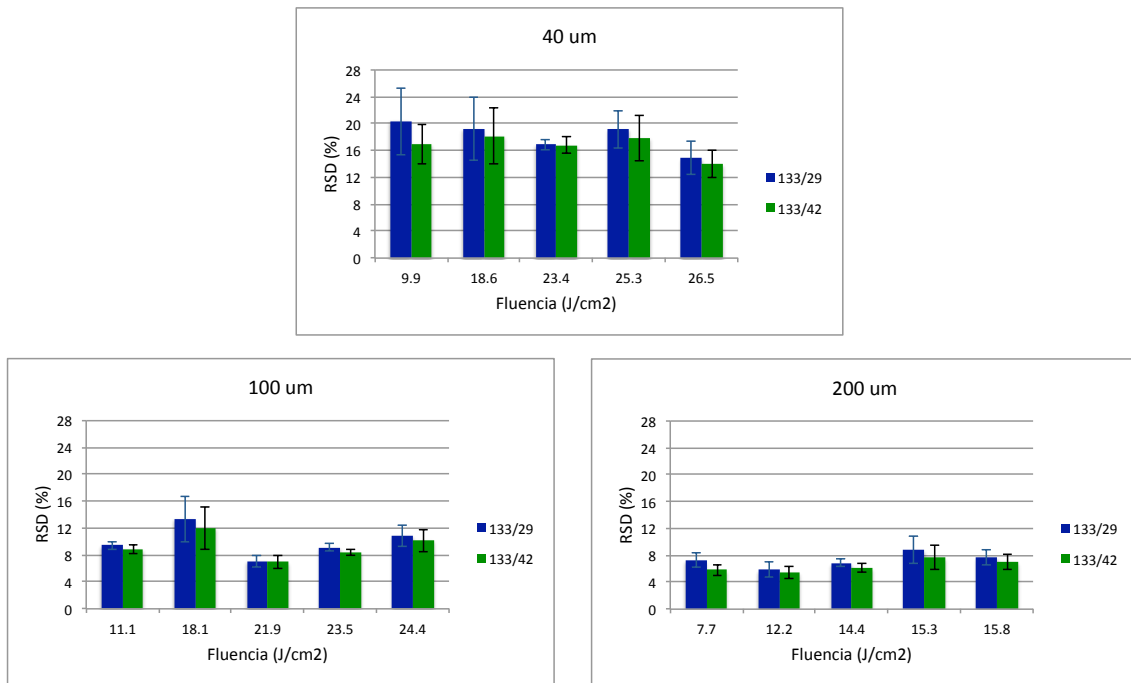 40 um
RSD (%)
28
24
20
16
12
8
4
0
9.9 18.6 23.4 25.3 26.5
Fluencia (J/cm2)
133/29
133/42
100 um
RSD (%)
28
24
20
16
12
8
4
0
11.1 18.1 21.9 23.5 24.4
Fluencia (J/cm2)
133/29
133/42
200 um
RSD (%)
28
24
20
16
12
8
4
0
7.7 12.2 14.4 15.3 15.8
Fluencia (J/cm2)
133/29
133/42